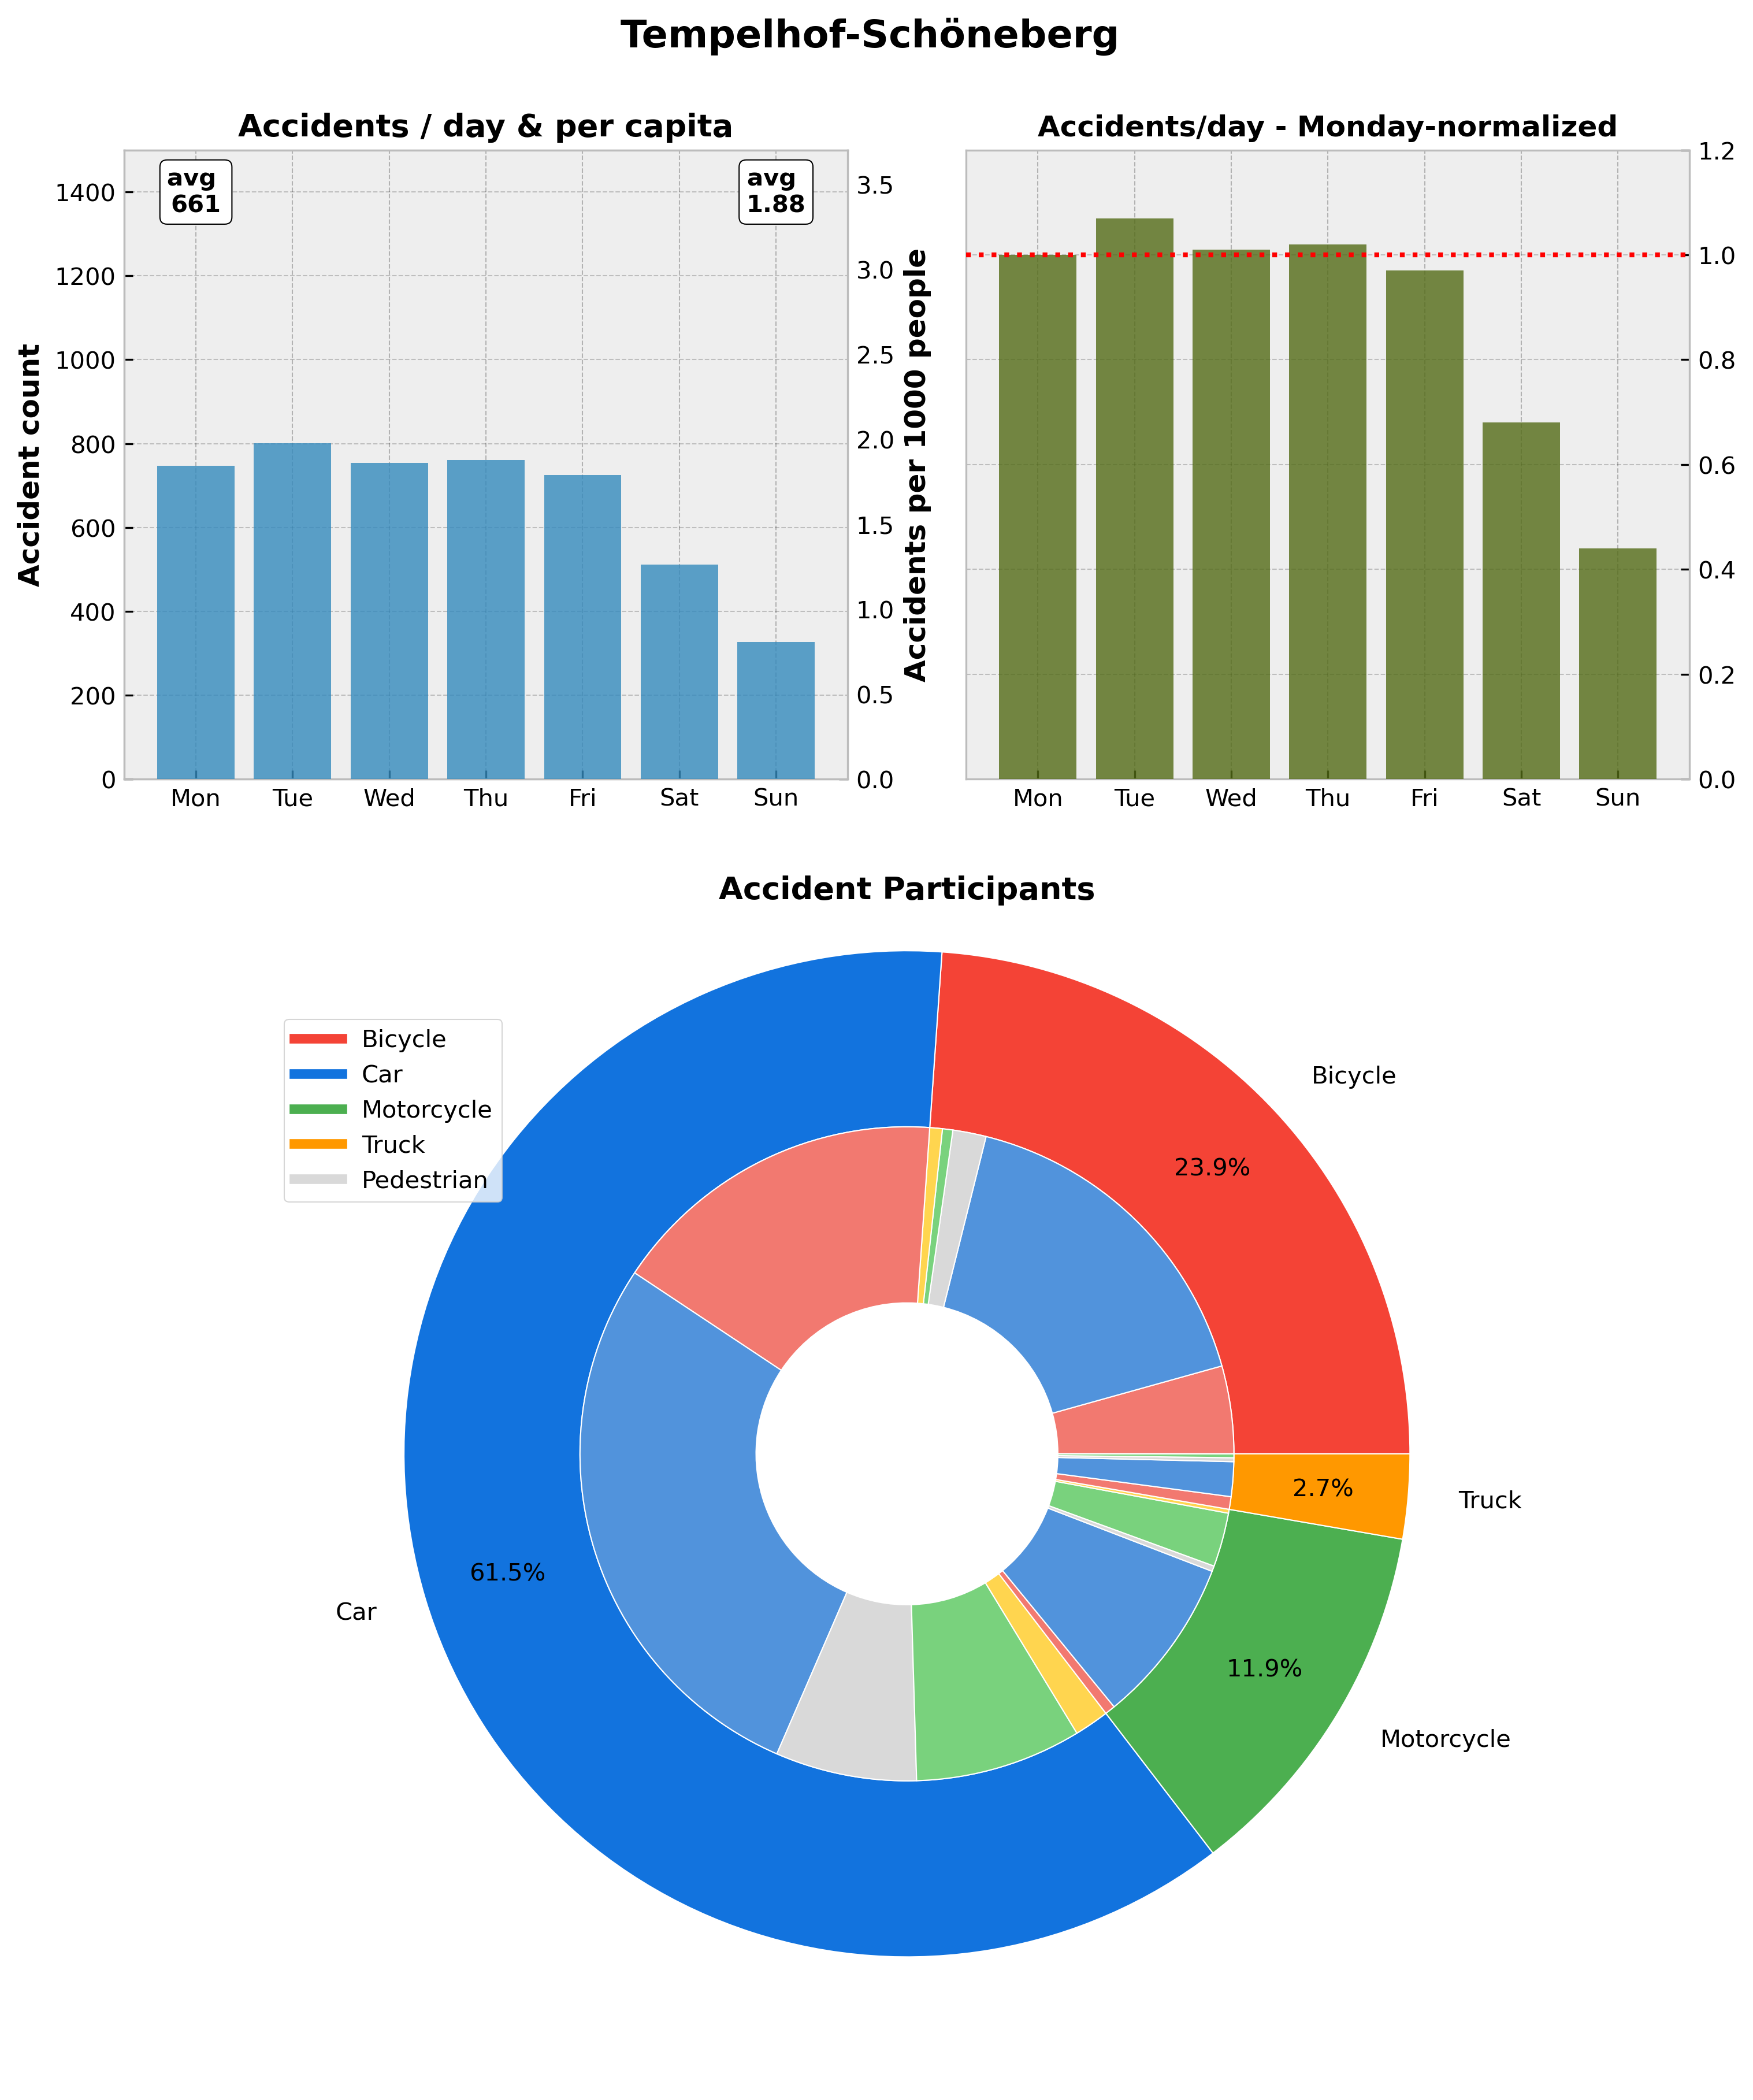 Tempelhof-Schöneberg
Accidents / day & per capita
avg
661
avg
1.88
Accident count
1400
1200
1000
800
600
400
200
0
3.5
3.0
2.5
2.0
1.5
1.0
0.5
0.0
Accidents per 1000 people
Mon Tue Wed Thu Fri Sat Sun
Accidents/day - Monday-normalized
1.2
1.0
0.8
0.6
0.4
0.2
0.0
Mon Tue Wed Thu Fri Sat Sun
Accident Participants
Bicycle
Car
Motorcycle
Truck
Pedestrian
Bicycle
23.9%
2.7%
Truck
61.5%
Car
11.9%
Motorcycle